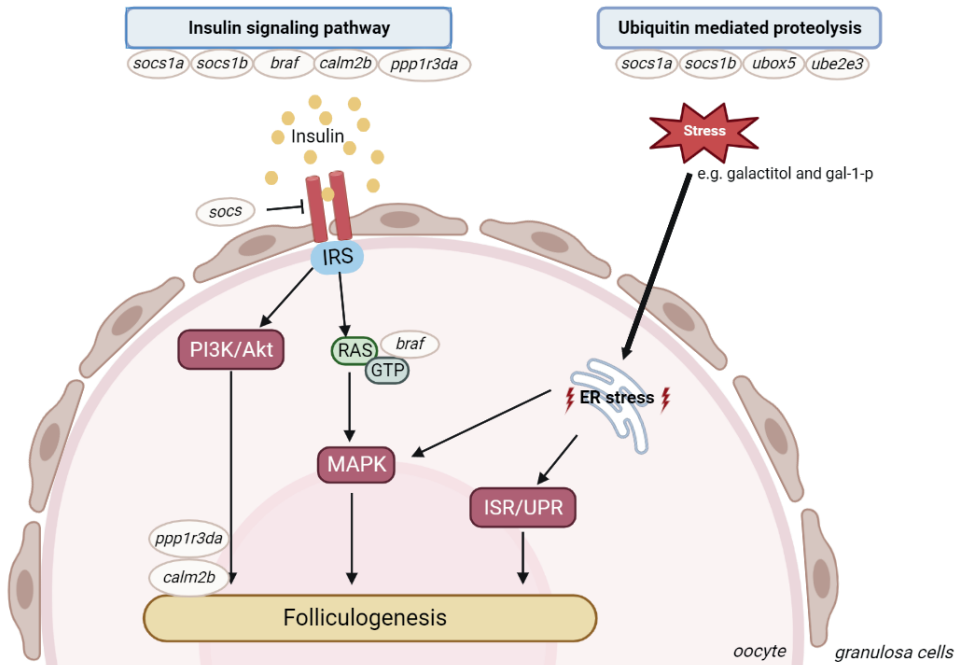 Insulin signaling pathway
Ubiquitin mediated proteolysis
socs1a socs1b braf calm2b ppp1r3da
socs1a socs1b ubox5 ube2e3
Insulin
Stress
e.g. galactitol and gal-1-p
socs
IRS
PI3K/Akt
RAS
braf
GTP
ER stress
MAPK
ISR/UPR
ppp1r3da
calm2b
Folliculogenesis
oocyte
granulosa cells